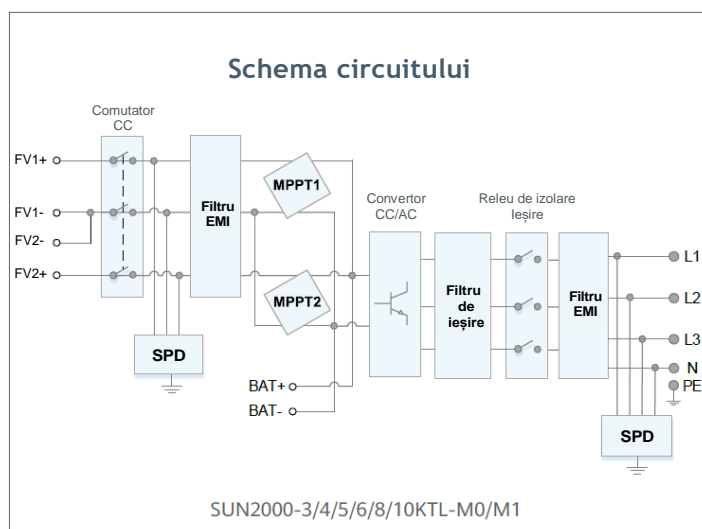 Schema circuitului
Comutator
CC
FV1+
FV1-
FV2-
FV2+
Filtru
EMI
MPPT1
MPPT2
SPD
BAT+
BAT-
Convertor
CC/AC
Filtru
de
ieșire
Releu de izolare
Ieșire
Filtru
EMI
L1
L2
L3
N
PE
SPD
SUN2000-3/4/5/6/8/10KTL-M0/M1